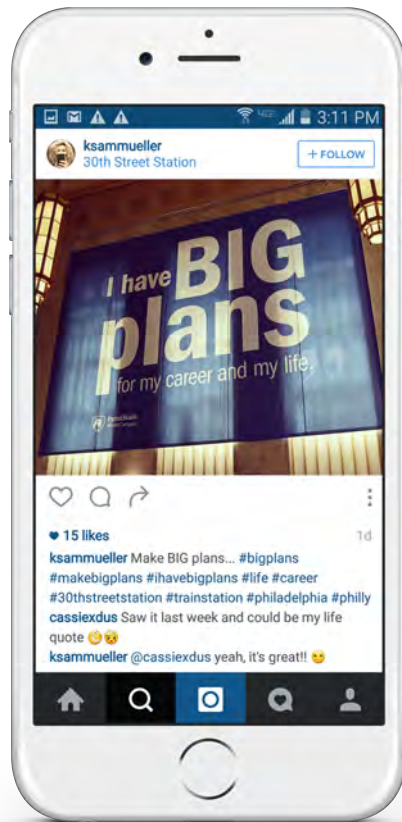 3:11 PM
ksammueller
30th Street Station
+ FOLLOW
I have BIG
plans
for my career and my life.
PennState
15 likes
1d
ksammueller Make BIG plans... #bigplans
#makebigplans #ihavebigplans #life #career
#30thstreetstation #trainstation #philadelphia #philly
cassiexdus Saw it last week and could be my life
quote
ksammueller @cassiexdus yeah, it's great!!